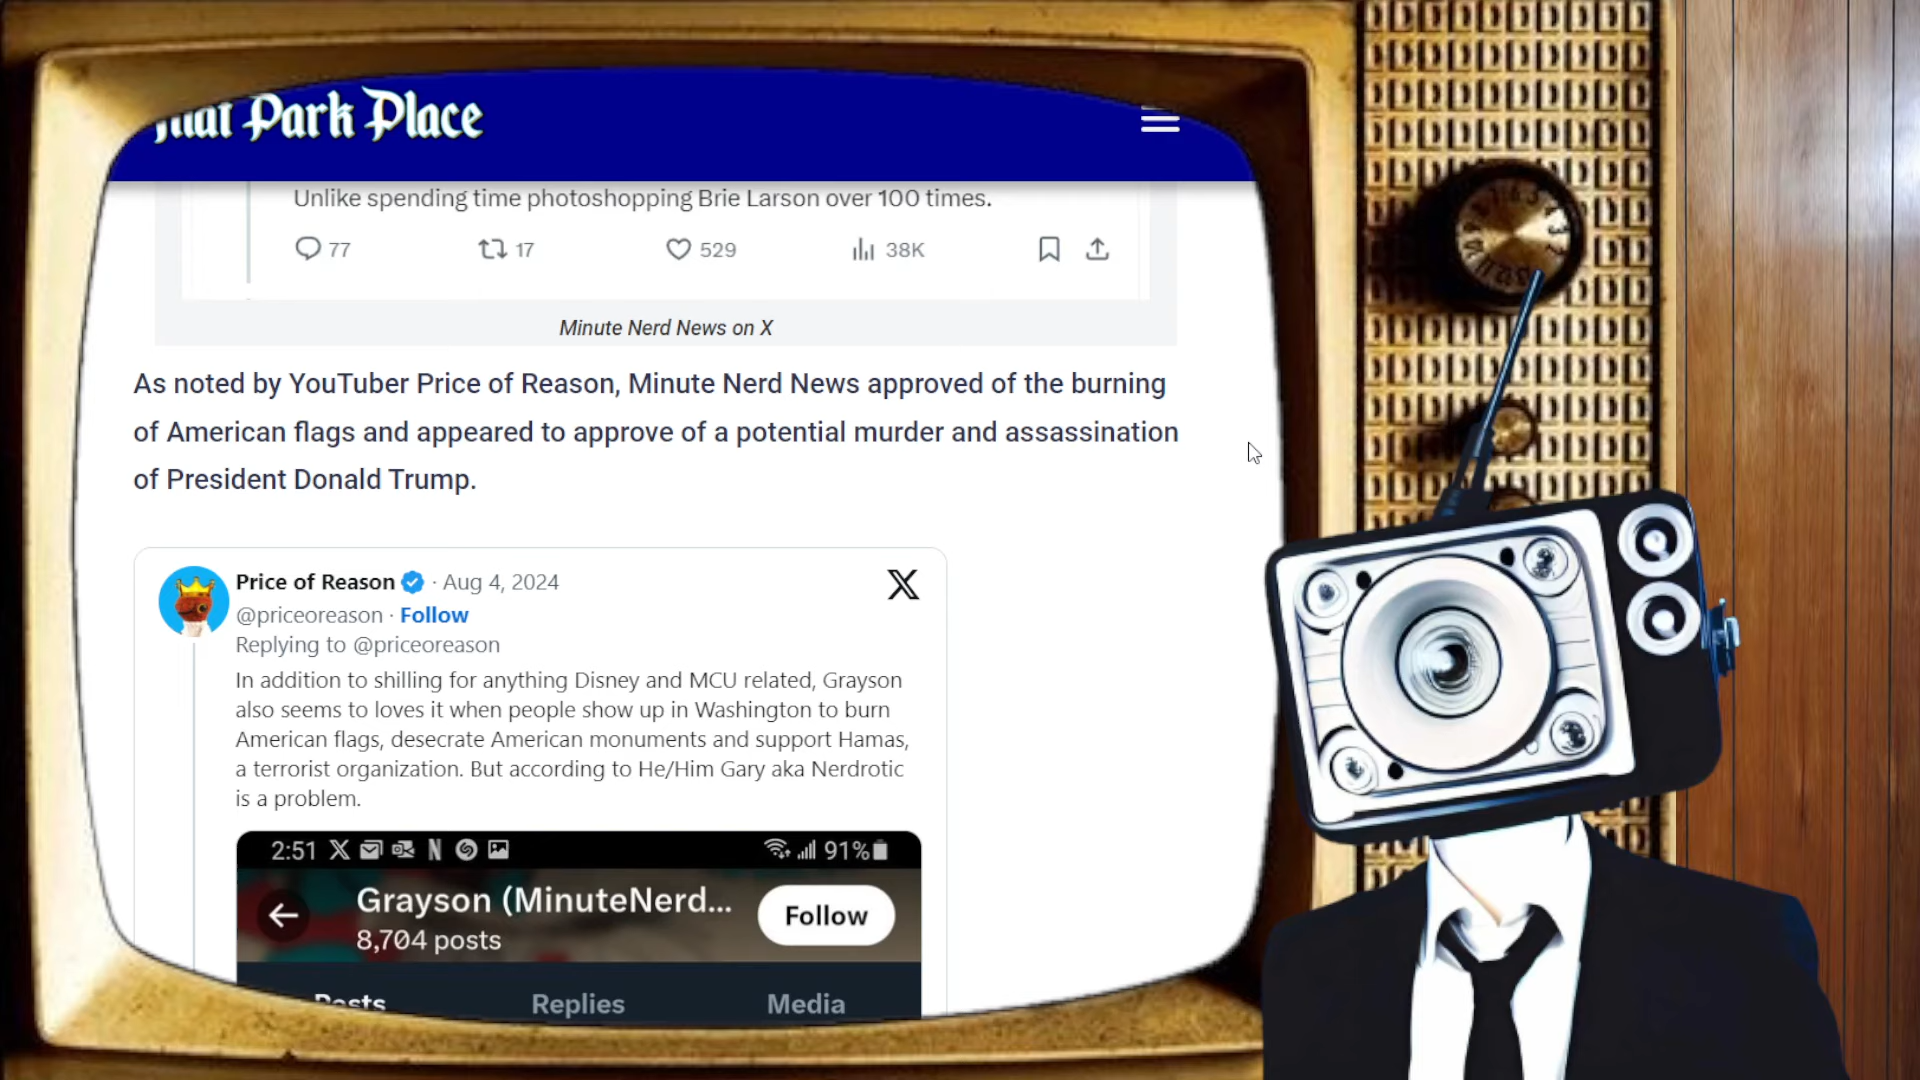 That Park Place
Unlike spending time photoshopping Brie Larson over 100 times.
77 17 529 38K
Minute Nerd News on X
As noted by YouTuber Price of Reason, Minute Nerd News approved of the burning
of American flags and appeared to approve of a potential murder and assassination
of President Donald Trump.
Price of Reason · Aug 4, 2024
@priceoreason · Follow
Replying to @priceoreason
In addition to shilling for anything Disney and MCU related, Grayson
also seems to loves it when people show up in Washington to burn
American flags, desecrate American monuments and support Hamas,
a terrorist organization. But according to He/Him Gary aka Nerdrotic
is a problem.
2:51 91%
Grayson (MinuteNerd...
Follow
8,704 posts
Posts Replies Media